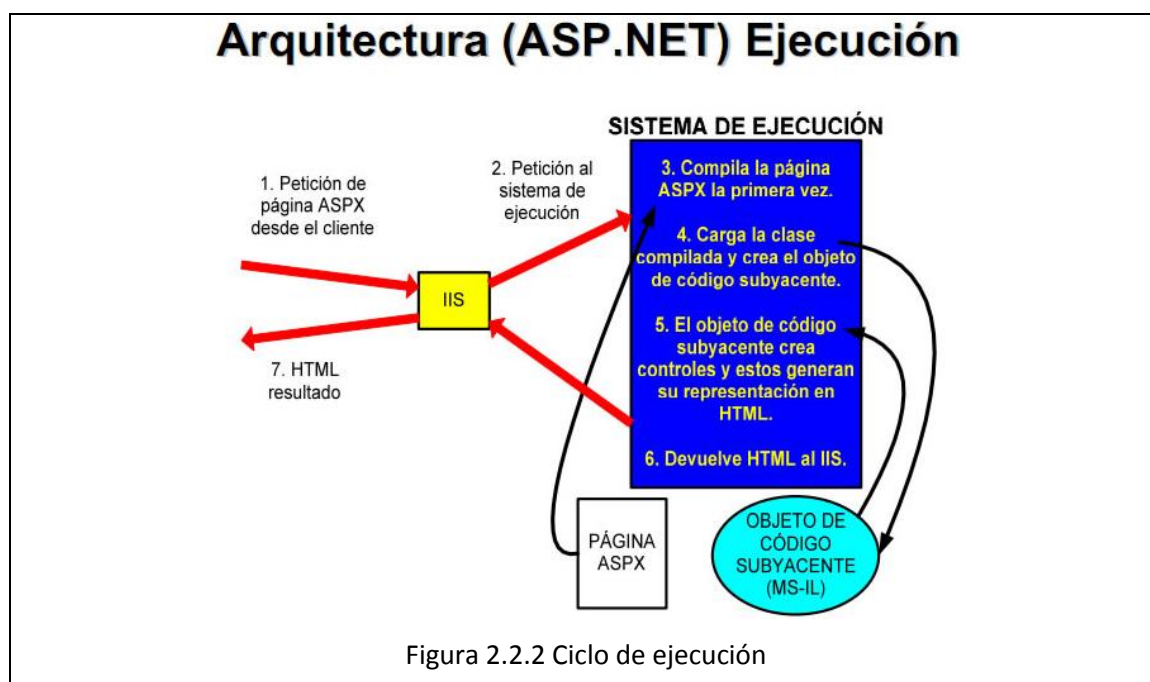 Arquitectura (ASP.NET) Ejecución
1. Petición de
página ASPX
desde el cliente
2. Petición al
sistema de
ejecución
IIS
7. HTML
resultado
SISTEMA DE EJECUCIÓN
3. Compila la página
ASPX la primera vez.
4. Carga la clase
compilada y crea el objeto
de código subyacente.
5. El objeto de código
subyacente crea
controles y estos generan
su representación en
HTML.
6. Devuelve HTML al IIS.
PÁGINA
ASPX
OBJETO DE
CÓDIGO
SUBYACENTE
(MS-IL)
Figura 2.2.2 Ciclo de ejecución